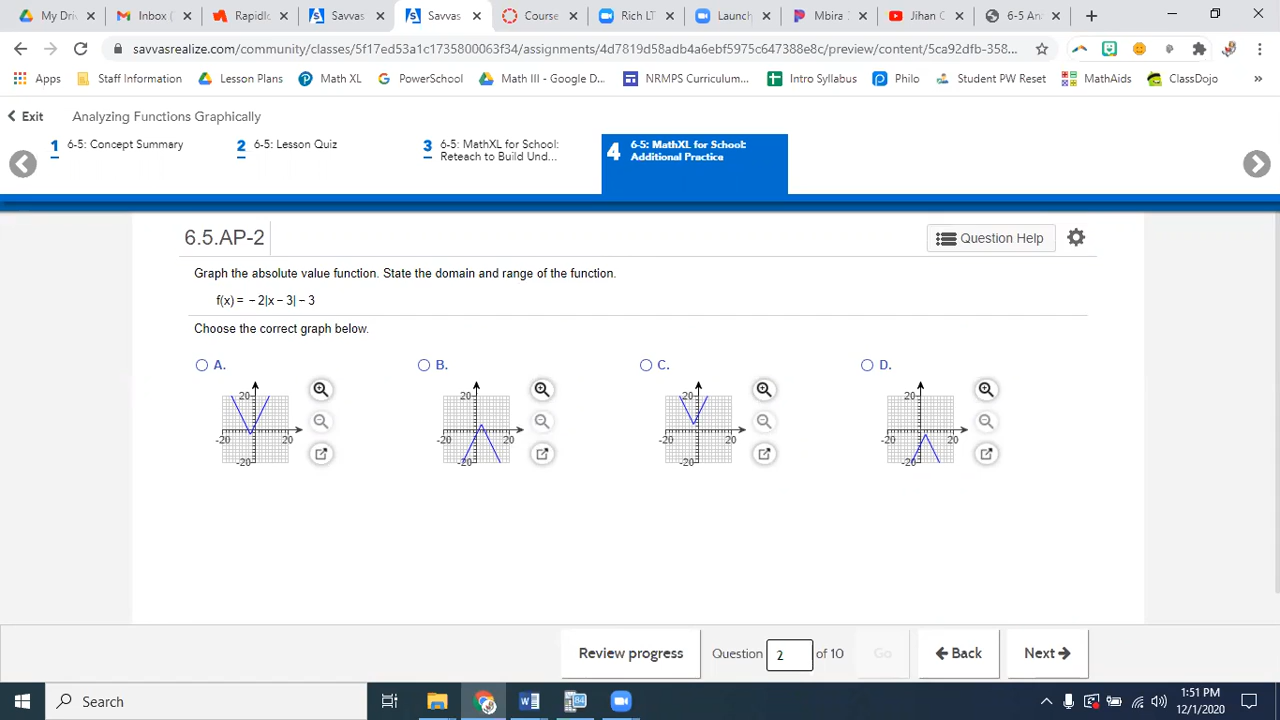 My Driv
Inbox (
RapidIc
Savvas
Savvas
Course
Rich LT
Launch
Mbira -
Jihan C
6-5 An
savvasrealize.com/community/classes/5f17ed53f1c1735800063f34/assignments/4d7819d58adb4a6ebf5975c647388e8c/preview/content/5ca92dfb-358...
Apps
Staff Information
Lesson Plans
Math XL
PowerSchool
Math III - Google D...
NRMPS Curriculum...
Intro Syllabus
Philo
Student PW Reset
MathAids
ClassDojo
»
Exit
Analyzing Functions Graphically
1 6-5: Concept Summary
2 6-5: Lesson Quiz
3 6-5: MathXL for School:
Reteach to Build Und...
4 6-5: MathXL for School:
Additional Practice
6.5.AP-2
Question Help
Graph the absolute value function. State the domain and range of the function.
f(x) = − 2|x − 3| − 3
Choose the correct graph below.
A.
20
-20 20
-20
B.
20
-20 20
-20
C.
20
-20 20
-20
D.
20
-20 20
-20
Review progress
Question 2 of 10
Go
Back
Next
Search
1:51 PM
12/1/2020